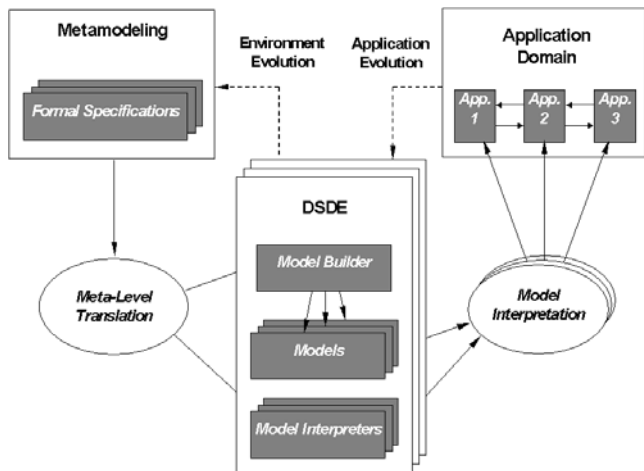 Metamodeling
Formal Specifications
Environment
Evolution
Application
Evolution
Application
Domain
App.
1
App.
2
App.
3
DSDE
Model Builder
Models
Model Interpreters
Meta-Level
Translation
Model
Interpretation